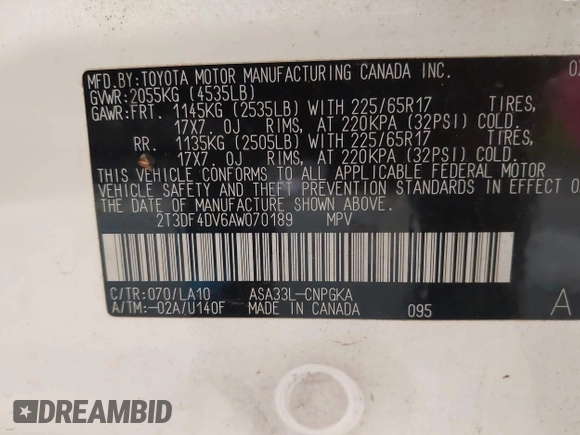 MFD.BY:TOYOTA MOTOR MANUFACTURING CANADA INC. 0
GVWR:2055KG (4535LB)
GAWR:FRT. 1145KG (2535LB) WITH 225/65R17 TIRES,
17X7.0J RIMS, AT 220KPA (32PSI) COLD.
RR. 1135KG (2505LB) WITH 225/65R17 TIRES,
17X7.0J RIMS, AT 220KPA (32PSI) COLD.
THIS VEHICLE CONFORMS TO ALL APPLICABLE FEDERAL MOTOR
VEHICLE SAFETY AND THEFT PREVENTION STANDARDS IN EFFECT O
THE DATE OF MANUFACTURE SHOWN ABOVE.
2T3DF4DV6AW070189 MPV
C/TR:070/LA10 ASA33L-CNPGKA A
A/TM:-02A/U140F MADE IN CANADA 095
DREAMBID